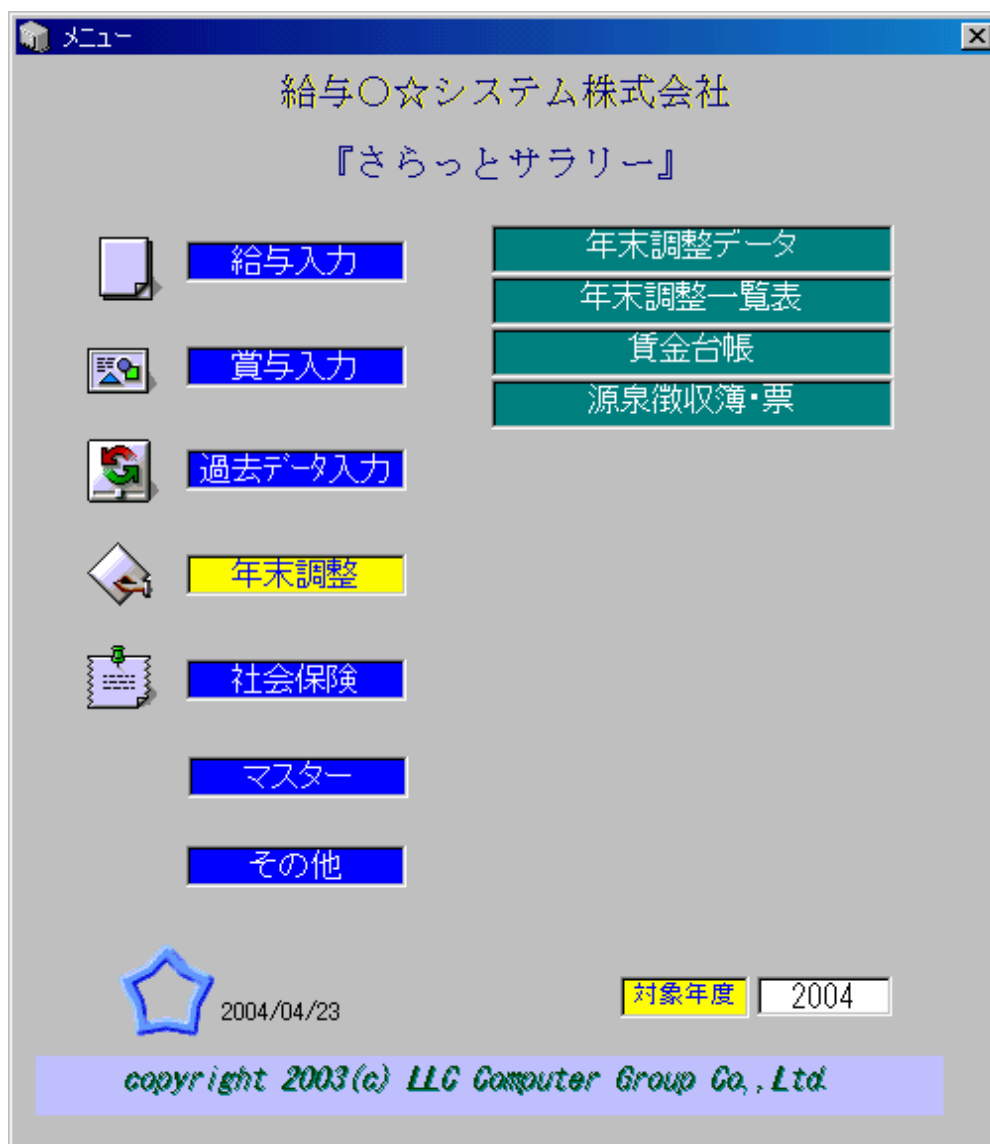 メニュー
給与○☆システム株式会社
『さらっとサラリー』
給与入力
賞与入力
過去データ入力
年末調整
社会保険
マスター
その他
年末調整データ
年末調整一覧表
賃金台帳
源泉徴収簿・票
2004/04/23
対象年度 2004
copyright 2003(c) LLC Computer Group Co,.Ltd